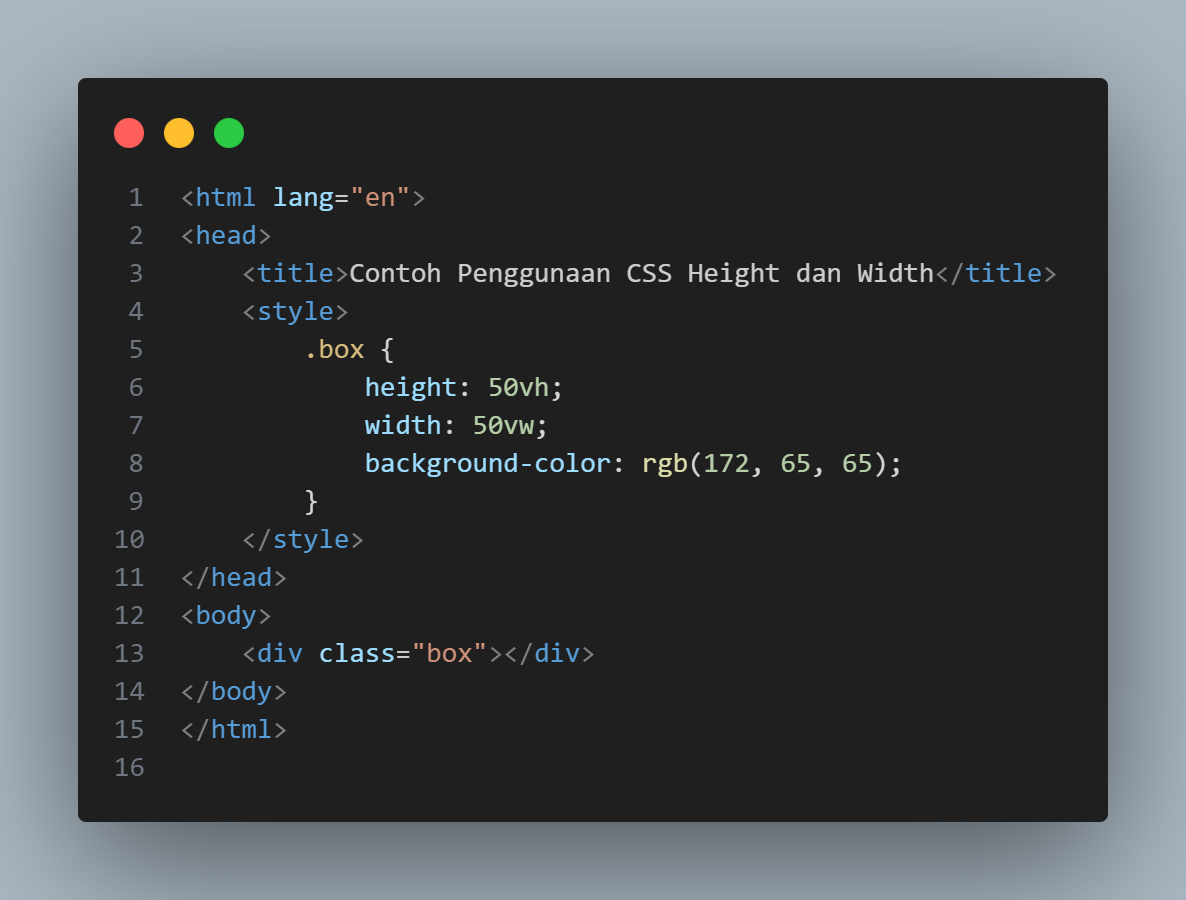 1 <html lang="en">
2 <head>
3     <title>Contoh Penggunaan CSS Height dan Width</title>
4     <style>
5         .box {
6             height: 50vh;
7             width: 50vw;
8             background-color: rgb(172, 65, 65);
9         }
10     </style>
11 </head>
12 <body>
13     <div class="box"></div>
14 </body>
15 </html>
16